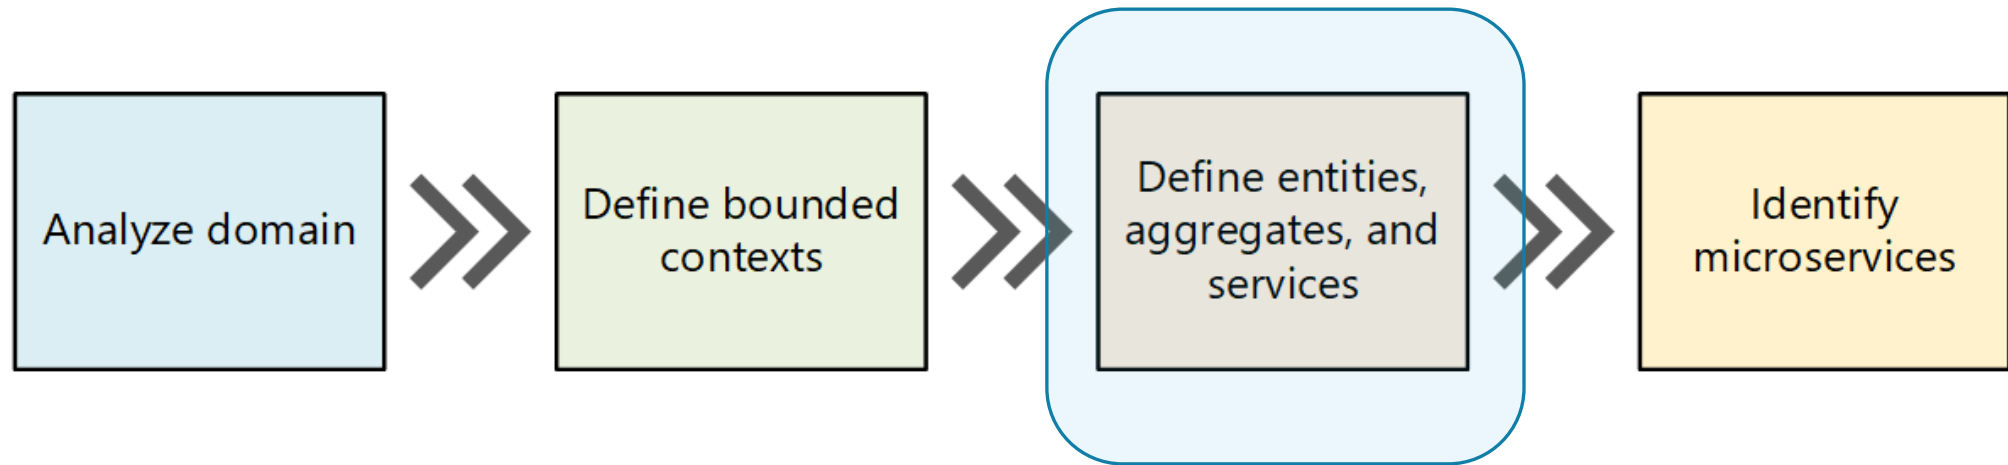 Analyze domain
Define bounded
contexts
Define entities,
aggregates, and
services
Identify
microservices